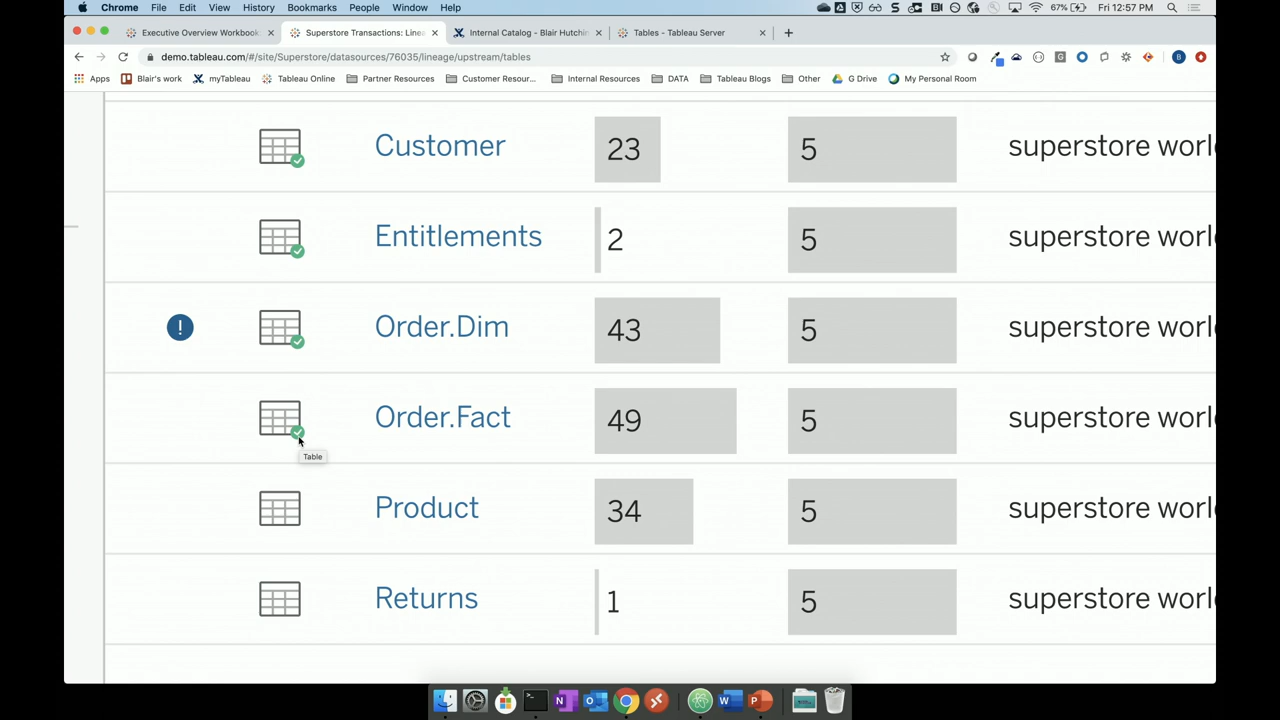 Chrome File Edit View History Bookmarks People Window Help 67% Fri 12:57 PM
Executive Overview Workbook: Superstore Transactions: Linea Internal Catalog - Blair Hutchin Tables - Tableau Server
demo.tableau.com/#/site/Superstore/datasources/76035/lineage/upstream/tables
Apps Blair's work myTableau Tableau Online Partner Resources Customer Resour... Internal Resources DATA Tableau Blogs Other G Drive My Personal Room
Customer 23 5 superstore worl
Entitlements 2 5 superstore worl
! Order.Dim 43 5 superstore worl
Order.Fact 49 5 superstore worl
Table
Product 34 5 superstore worl
Returns 1 5 superstore worl